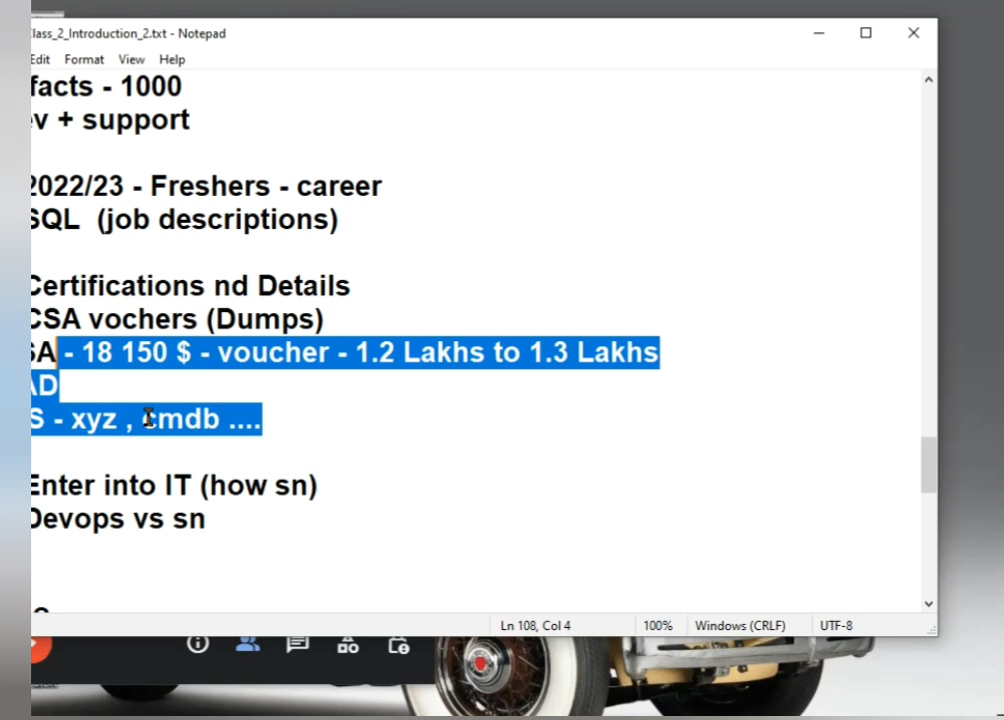 lass_2_Introduction_2.txt - Notepad
Edit Format View Help
facts - 1000
ev + support
2022/23 - Freshers - career
SQL (job descriptions)
Certifications nd Details
CSA vochers (Dumps)
SA - 18 150 $ - voucher - 1.2 Lakhs to 1.3 Lakhs
AD
S - xyz , cmdb ....
Enter into IT (how sn)
Devops vs sn
Ln 108, Col 4 100% Windows (CRLF) UTF-8